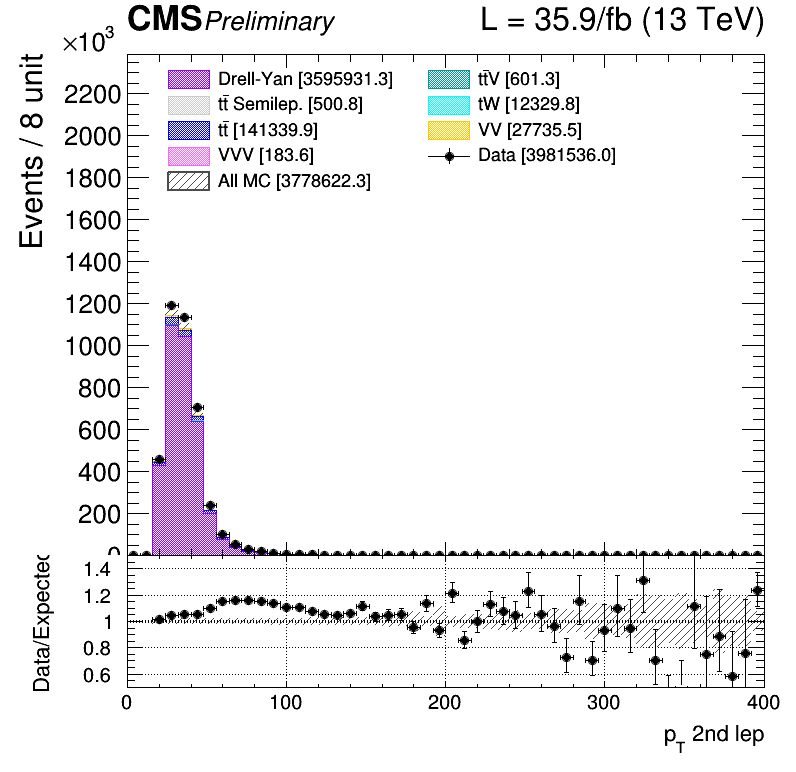 CMS Preliminary L = 35.9/fb (13 TeV)
×10³
Events / 8 unit
Drell-Yan [3595931.3]
tt̄ Semilep. [500.8]
tt̄ [141339.9]
VVV [183.6]
All MC [3778622.3]
tt̄V [601.3]
tW [12329.8]
VV [27735.5]
Data [3981536.0]
2200
2000
1800
1600
1400
1200
1000
800
600
400
200
0
Data/Expected
1.4
1.2
1
0.8
0.6
0 100 200 300 400
p_T 2nd lep